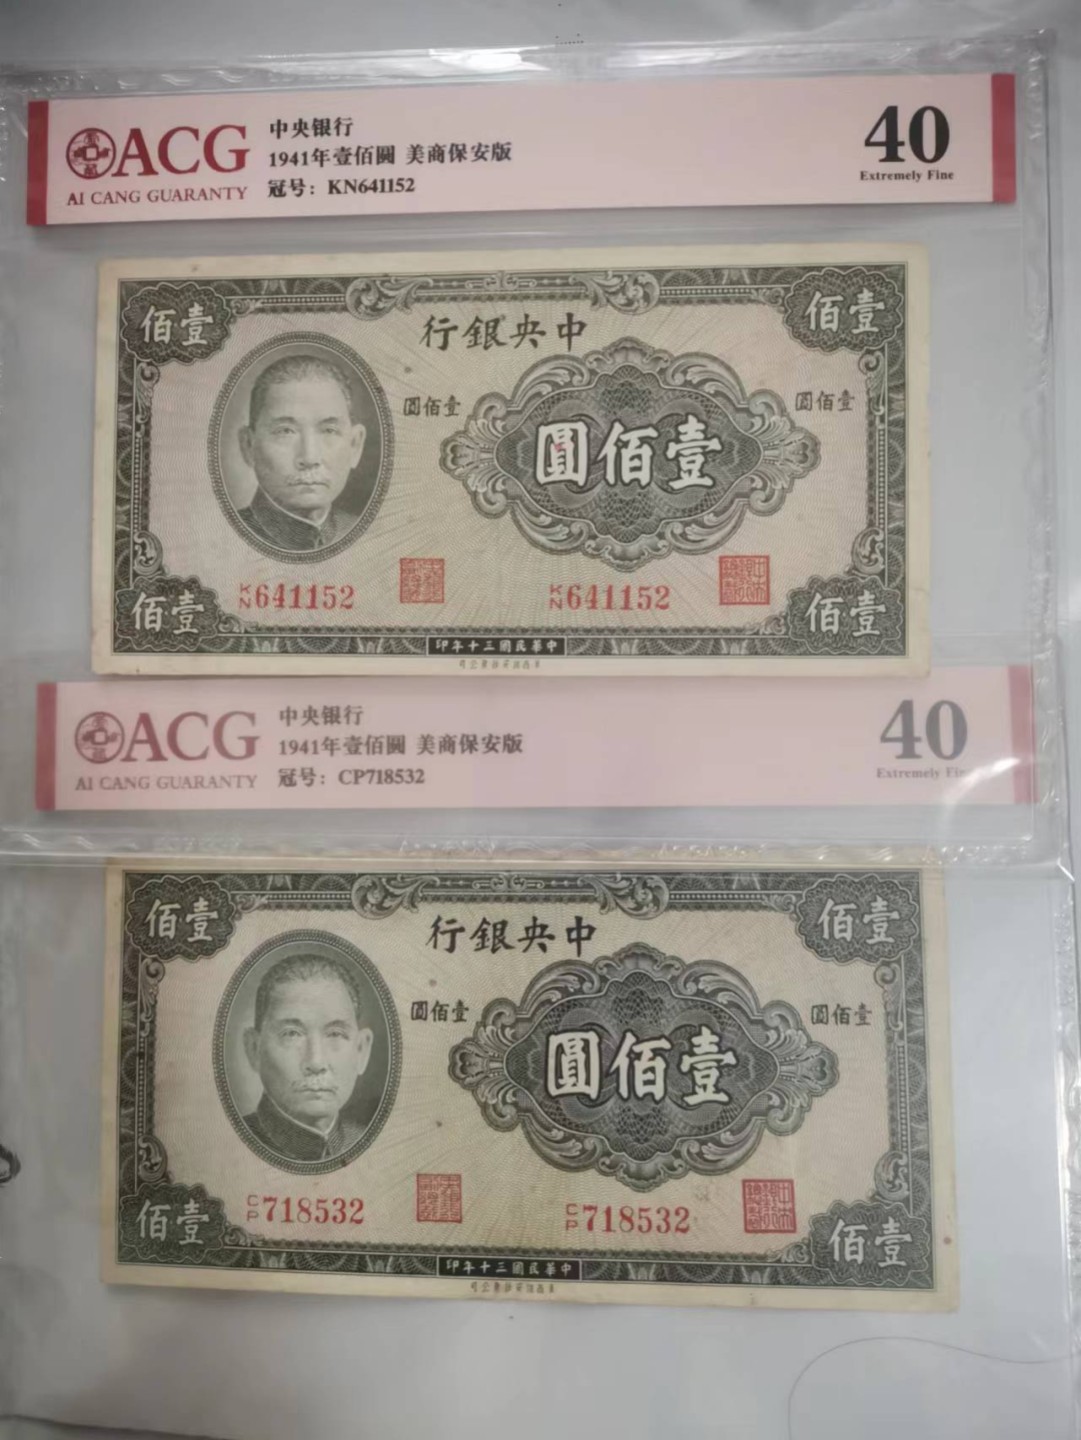 ACG
AI CANG GUARANTY
中央银行
1941年壹佰圓 美商保安版
冠号：KN641152
40
Extremely Fine
佰壹
佰壹
行銀央中
圓佰壹
圓佰壹
圓佰壹
KN641152
KN641152
佰壹
佰壹
印年十三國民華中
ACG
AI CANG GUARANTY
中央银行
1941年壹佰圓 美商保安版
冠号：CP718532
40
Extremely Fine
佰壹
佰壹
行銀央中
圓佰壹
圓佰壹
圓佰壹
CP718532
CP718532
佰壹
佰壹
印年十三國民華中